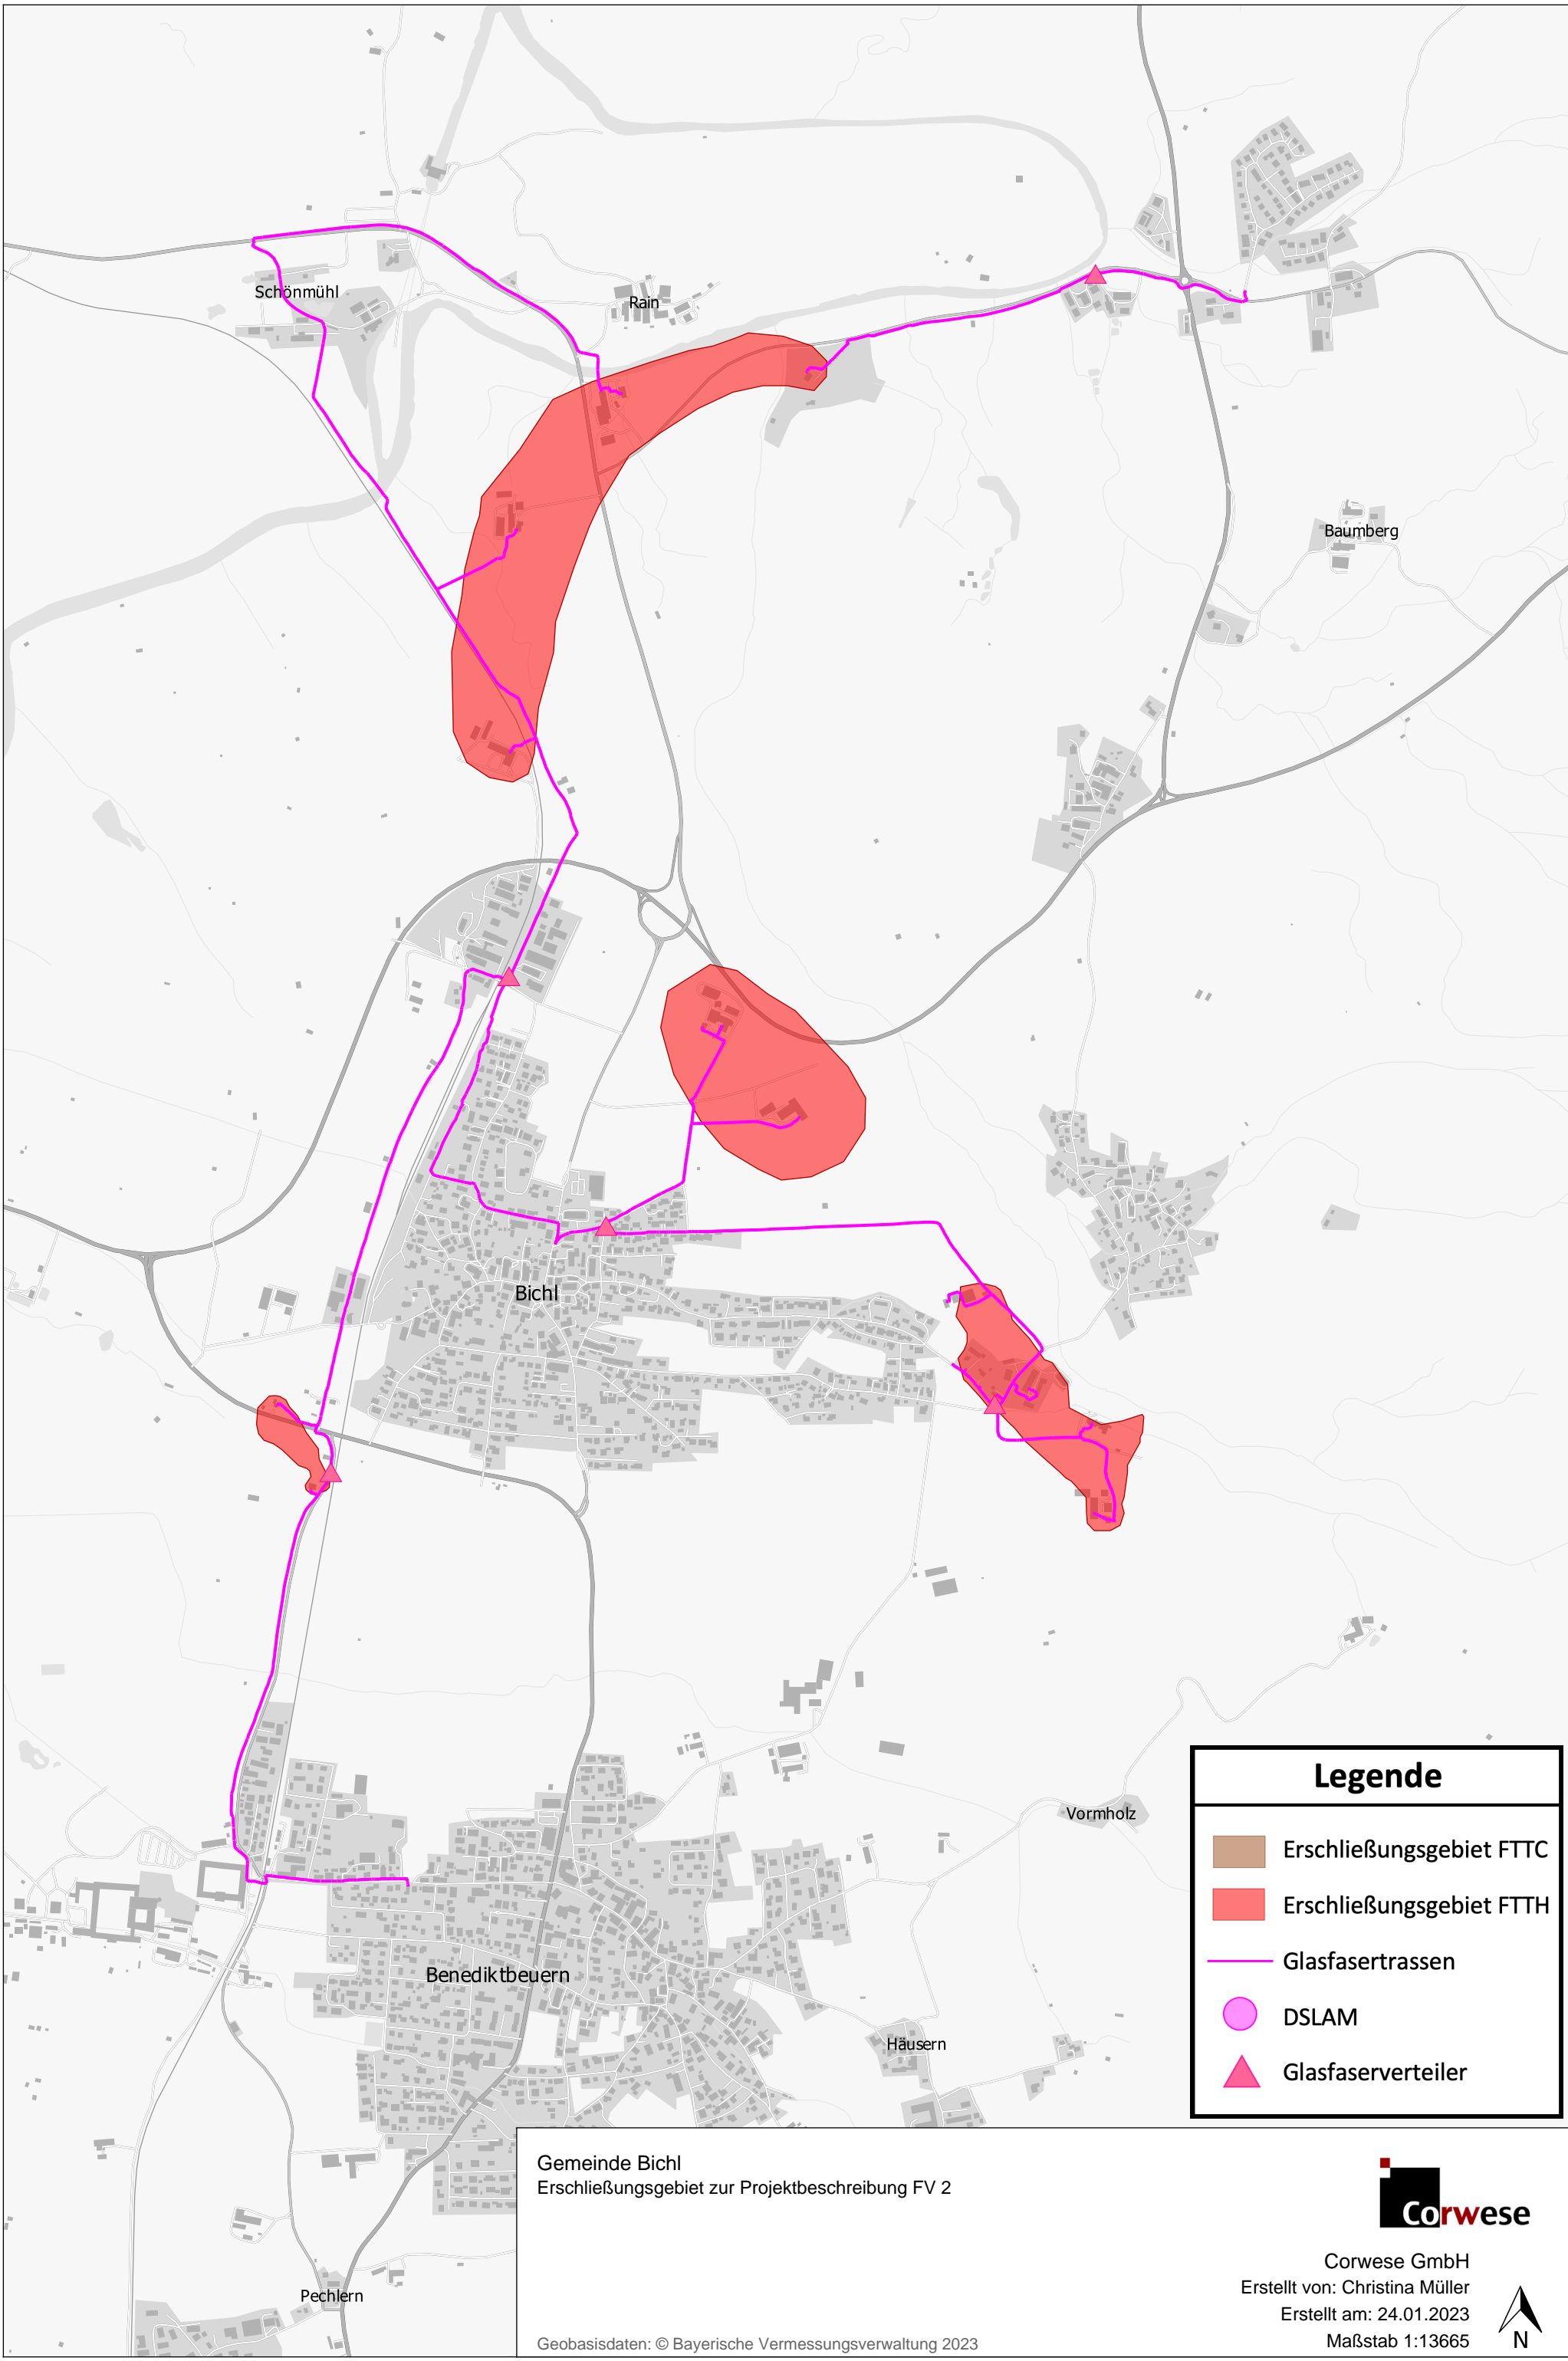 Schönmühl
Rain
Baumberg
Bichl
Vormholz
Benediktbeuern
Häusern
Pechlern
Legende
Erschließungsgebiet FTTC
Erschließungsgebiet FTTH
Glasfasertrassen
DSLAM
Glasfaserverteiler
Gemeinde Bichl
Erschließungsgebiet zur Projektbeschreibung FV 2
Corwese
Corwese GmbH
Erstellt von: Christina Müller
Erstellt am: 24.01.2023
Maßstab 1:13665
N
Geobasisdaten: © Bayerische Vermessungsverwaltung 2023